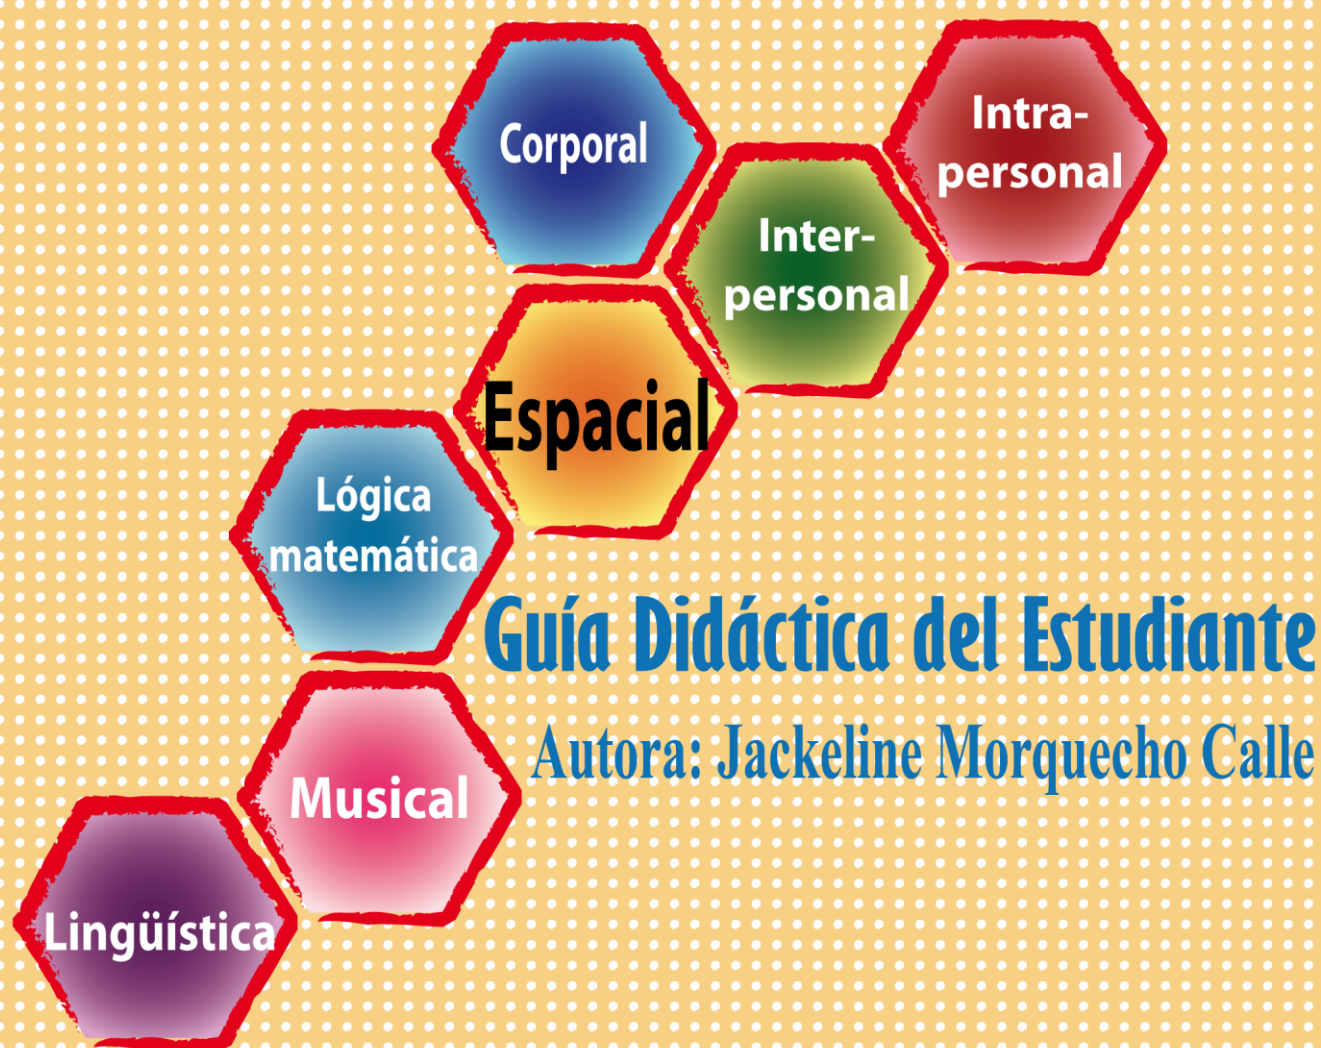 Corporal
Intra-
personal
Inter-
personal
Espacial
Lógica
matemática
Guía Didáctica del Estudiante
Autora: Jackeline Morquecho Calle
Musical
Lingüística